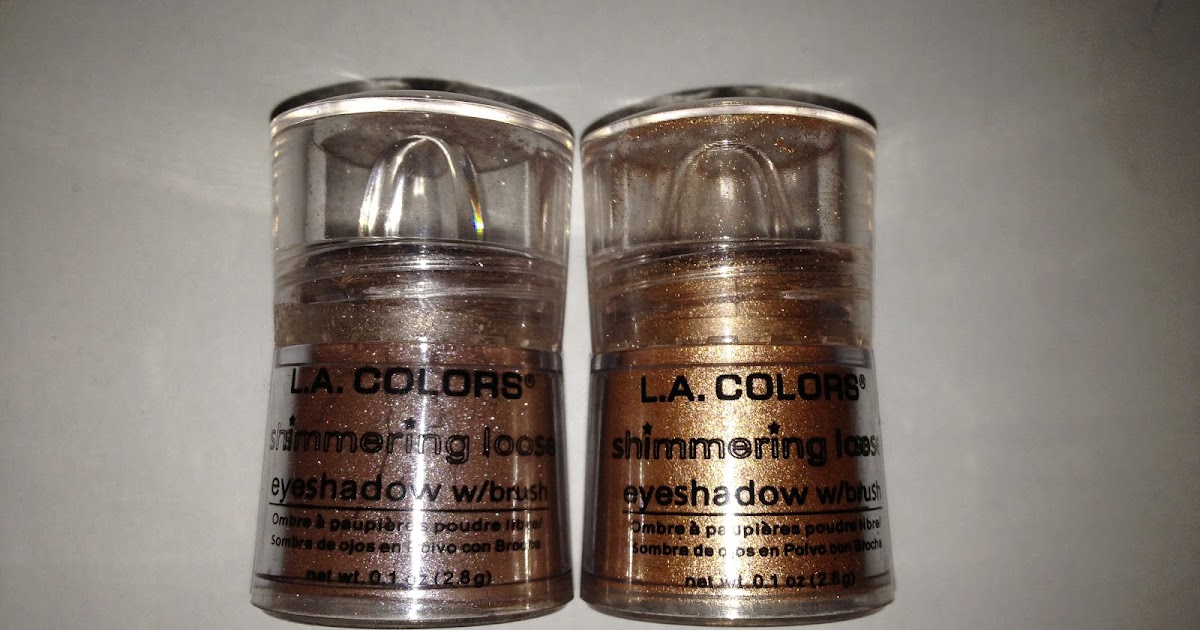 L.A. COLORS®
shimmering loose
eyeshadow w/brush
Ombre à paupières poudre libre/
Sombra de ojos en Polvo con Brocha
net wt. 0.1 oz (2.8g)
L.A. COLORS®
shimmering loose
eyeshadow w/brush
Ombre à paupières poudre libre/
Sombra de ojos en Polvo con Brocha
net wt. 0.1 oz (2.8g)